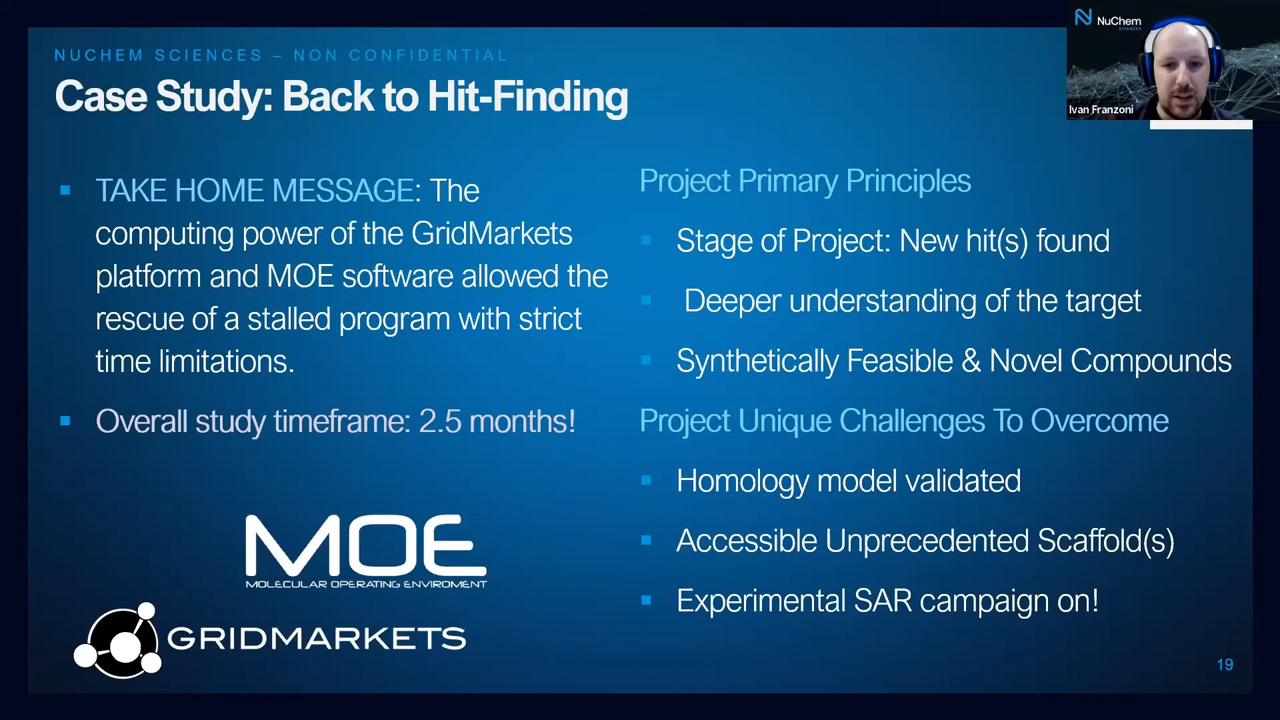 NUCHEM SCIENCES – NON CONFIDENTIAL
Case Study: Back to Hit-Finding
NuChem
SCIENCES
Ivan Franzoni
TAKE HOME MESSAGE: The
computing power of the GridMarkets
platform and MOE software allowed the
rescue of a stalled program with strict
time limitations.
Overall study timeframe: 2.5 months!
MOE
MOLECULAR OPERATING ENVIROMENT
GRIDMARKETS
Project Primary Principles
Stage of Project: New hit(s) found
Deeper understanding of the target
Synthetically Feasible & Novel Compounds
Project Unique Challenges To Overcome
Homology model validated
Accessible Unprecedented Scaffold(s)
Experimental SAR campaign on!
19